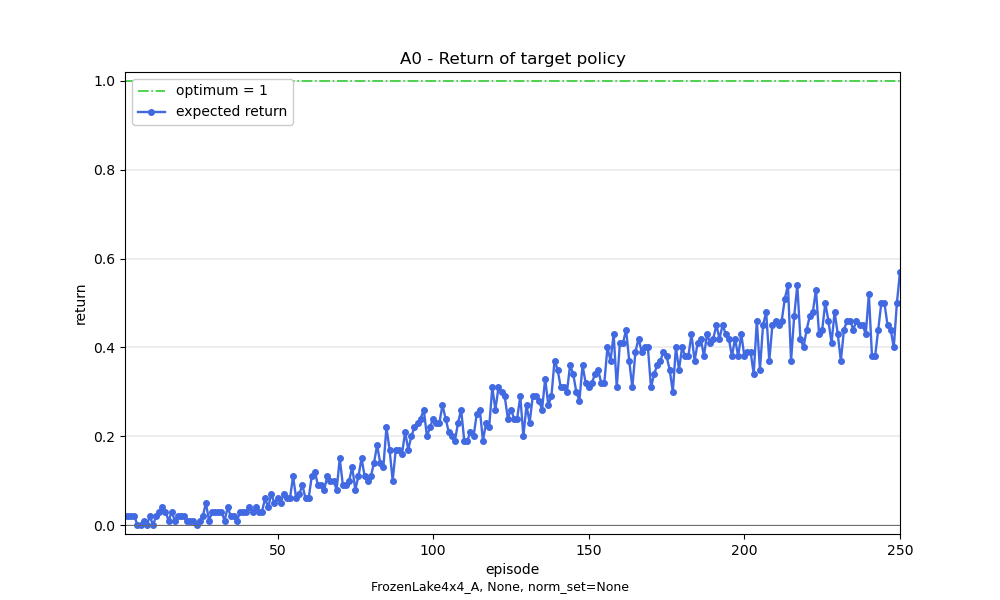 A0 - Return of target policy
optimum = 1
expected return
1.0
0.8
0.6
0.4
0.2
0.0
return
50
100
150
200
250
episode
FrozenLake4x4_A, None, norm_set=None